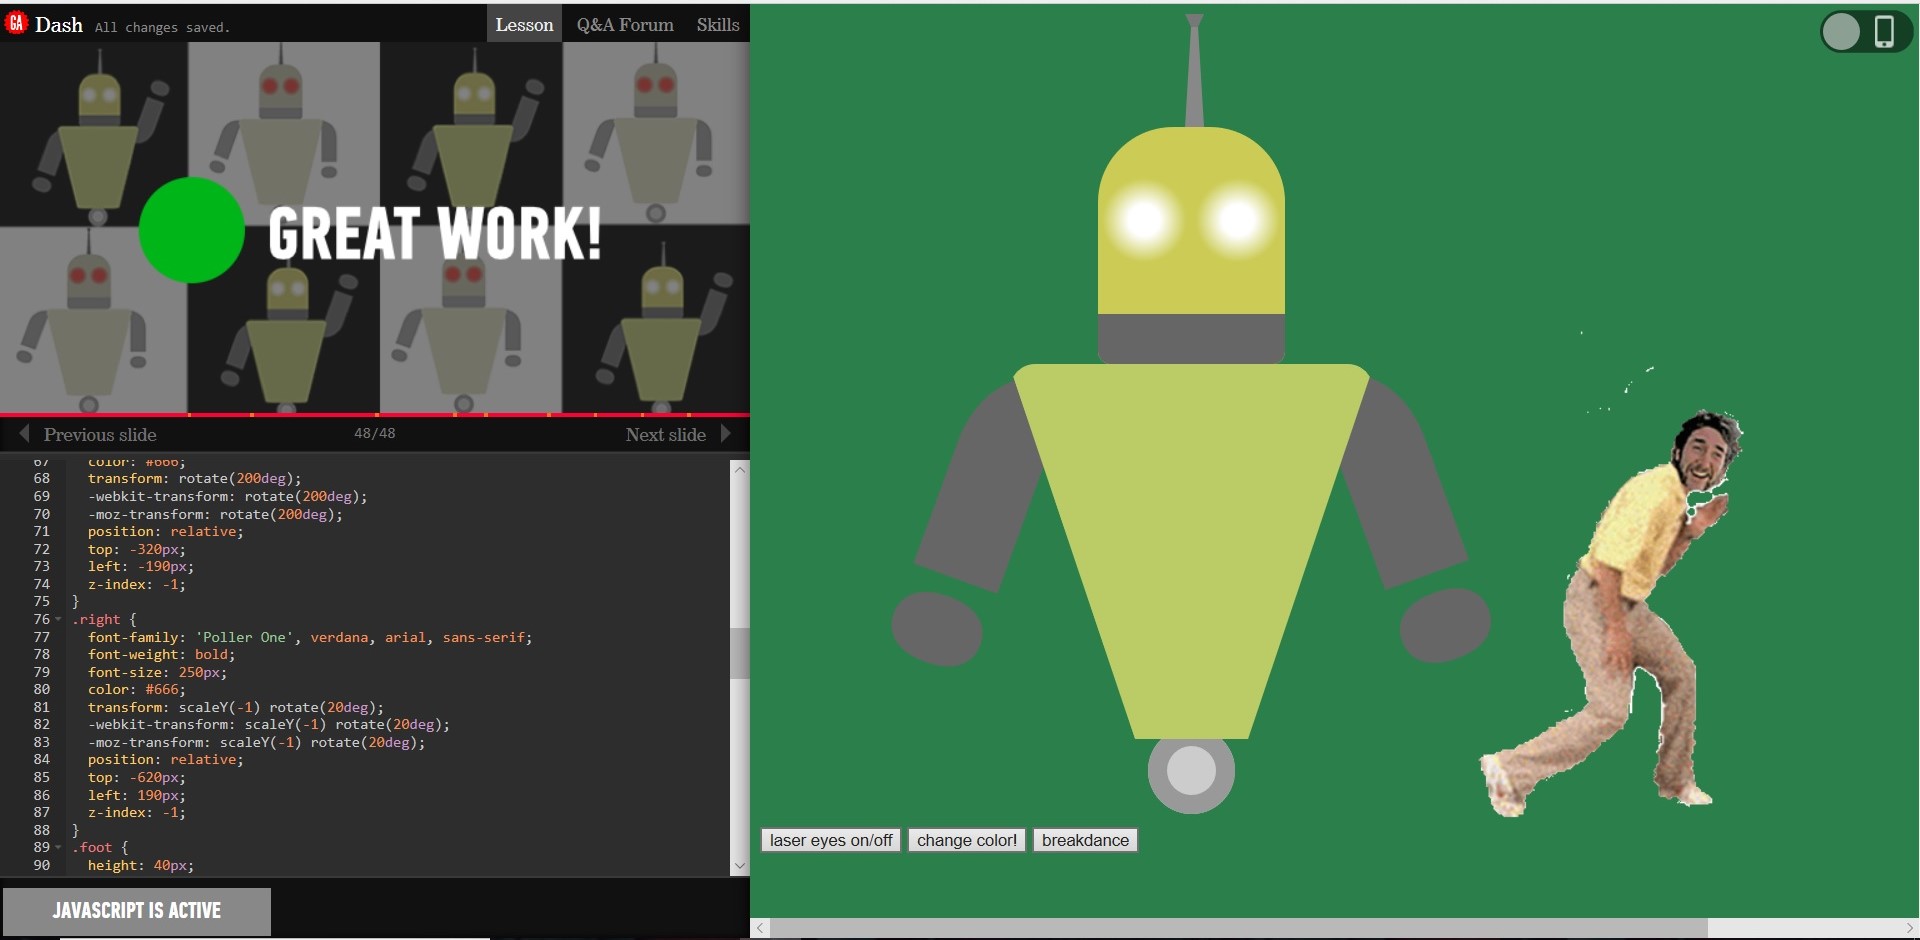 GA Dash All changes saved. Lesson Q&A Forum Skills
GREAT WORK!
Previous slide 48/48 Next slide
67 color: #666;
68 transform: rotate(200deg);
69 -webkit-transform: rotate(200deg);
70 -moz-transform: rotate(200deg);
71 position: relative;
72 top: -320px;
73 left: -190px;
74 z-index: -1;
75 }
76 .right {
77 font-family: 'Poller One', verdana, arial, sans-serif;
78 font-weight: bold;
79 font-size: 250px;
80 color: #666;
81 transform: scaleY(-1) rotate(20deg);
82 -webkit-transform: scaleY(-1) rotate(20deg);
83 -moz-transform: scaleY(-1) rotate(20deg);
84 position: relative;
85 top: -620px;
86 left: 190px;
87 z-index: -1;
88 }
89 .foot {
90 height: 40px;
JAVASCRIPT IS ACTIVE
laser eyes on/off change color! breakdance